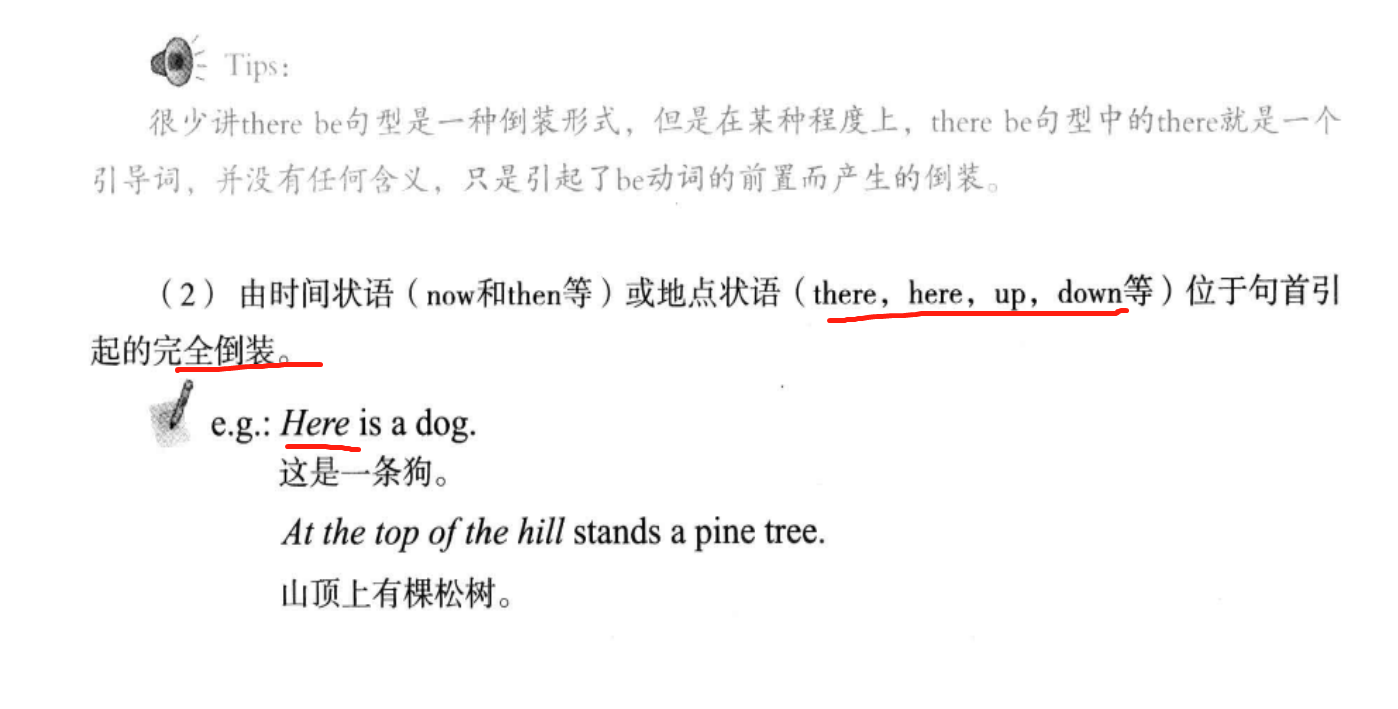 Tips:
很少讲there be句型是一种倒装形式，但是在某种程度上，there be句型中的there就是一个
引导词，并没有任何含义，只是引起了be动词的前置而产生的倒装。
（2） 由时间状语（now和then等）或地点状语（there，here，up，down等）位于句首引
起的完全倒装。
e.g.: Here is a dog.
这是一条狗。
At the top of the hill stands a pine tree.
山顶上有棵松树。